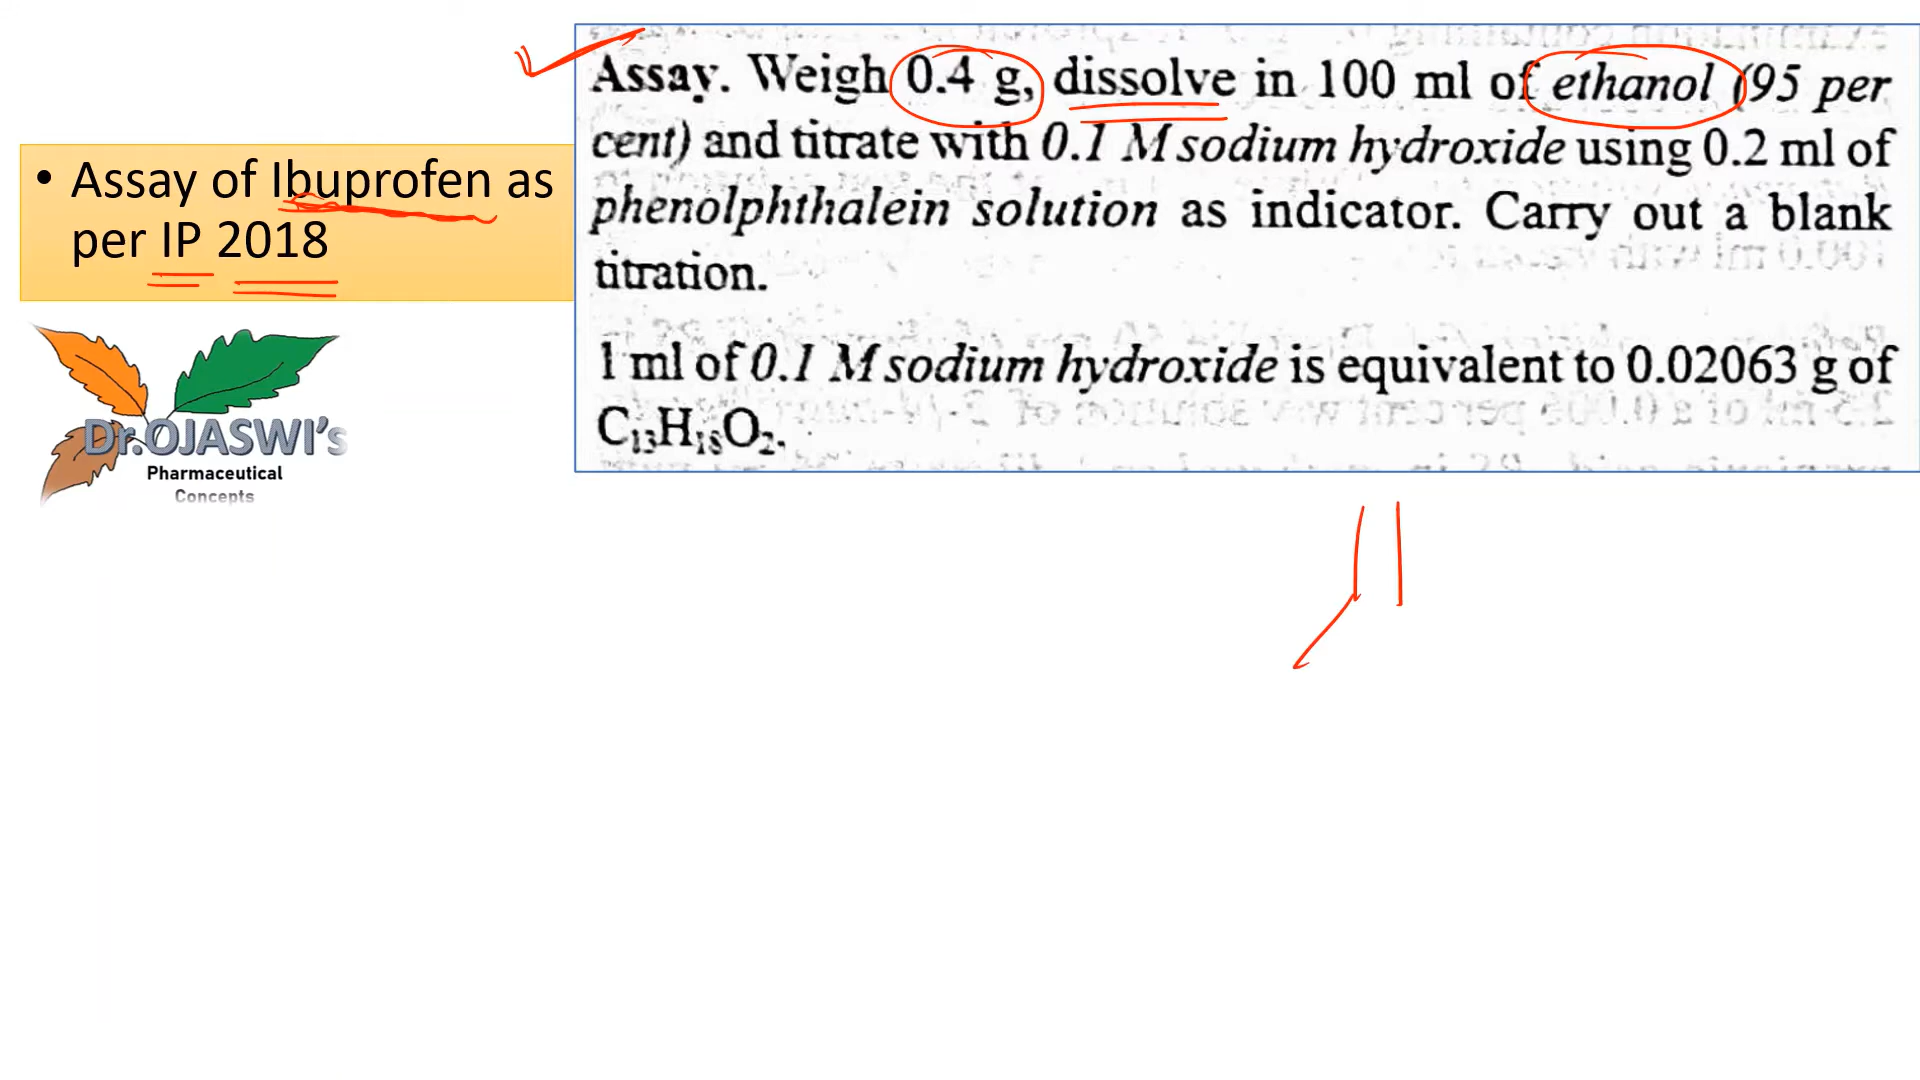 • Assay of Ibuprofen as
per IP 2018
Dr.OJASWI's
Pharmaceutical
Concepts
Assay. Weigh 0.4 g, dissolve in 100 ml of ethanol (95 per
cent) and titrate with 0.1 M sodium hydroxide using 0.2 ml of
phenolphthalein solution as indicator. Carry out a blank
titration.
1 ml of 0.1 M sodium hydroxide is equivalent to 0.02063 g of
C₁₃H₁₈O₂.